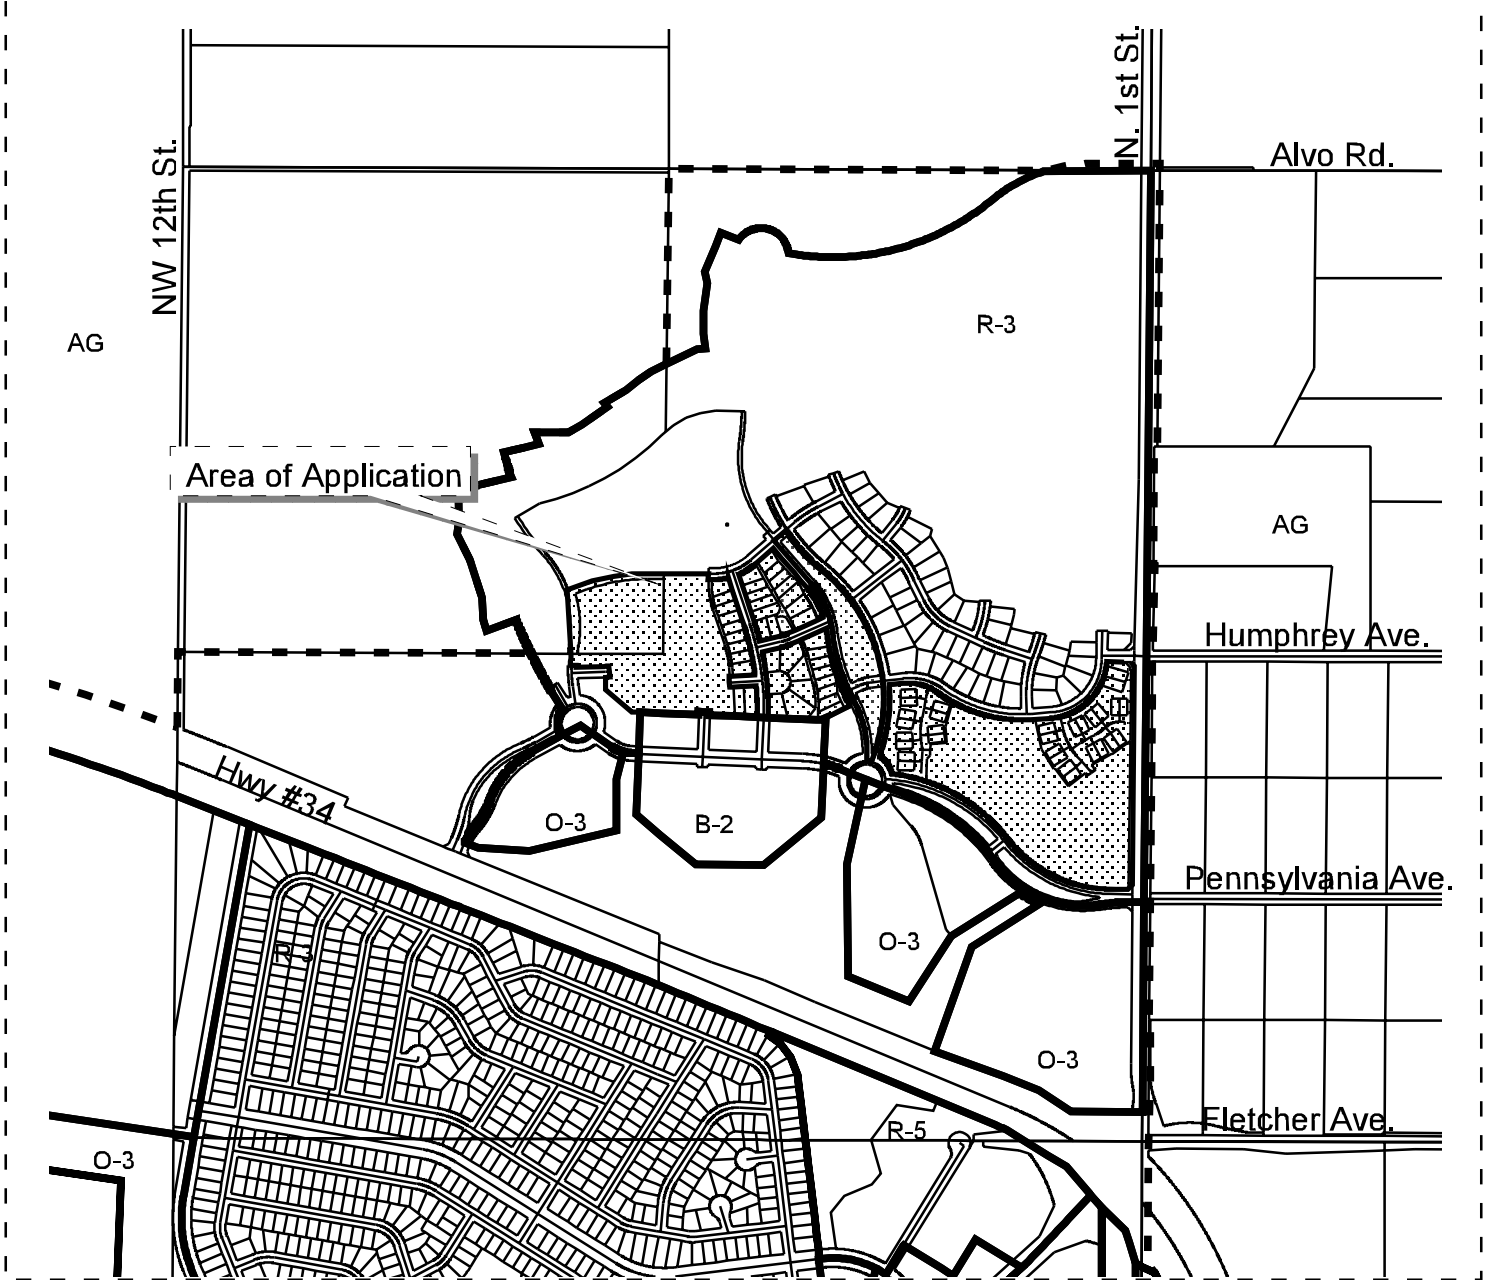 N. 1st St.
Alvo Rd.
NW 12th St.
R-3
AG
Area of Application
AG
Humphrey Ave.
Hwy #34
O-3
B-2
Pennsylvania Ave.
O-3
R-3
O-3
Fletcher Ave.
R-5
O-3